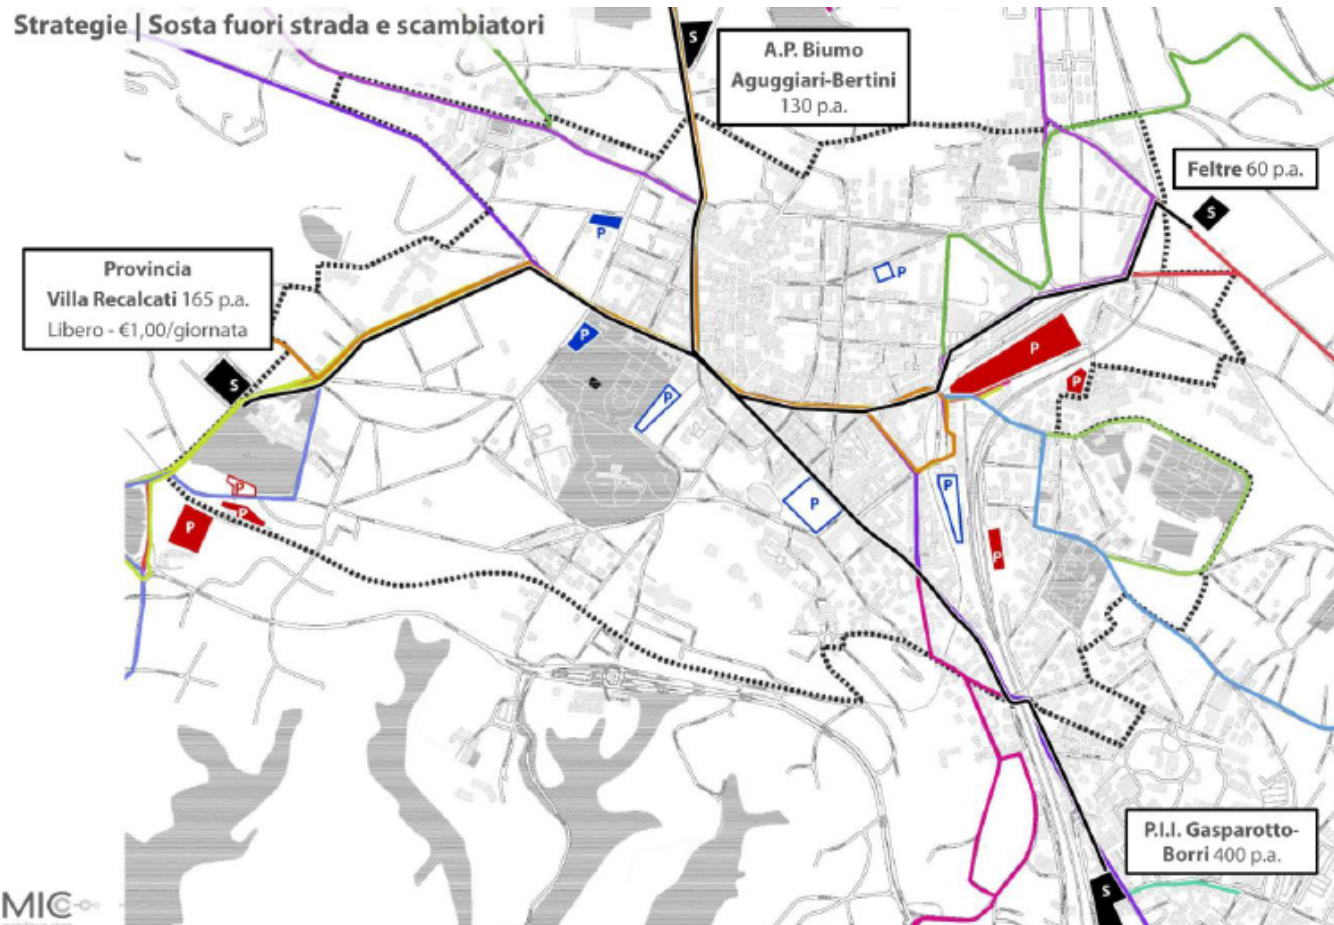 Strategie | Sosta fuori strada e scambiatori
S
A.P. Biumo
Aguggiari-Bertini
130 p.a.
Feltre 60 p.a.
S
P
P
Provincia
Villa Recalcati 165 p.a.
Libero - €1,00/giornata
P
P
P
S
P
P
P
P
P
P
P
P
P.I.I. Gasparotto-
Borri 400 p.a.
S
MIC